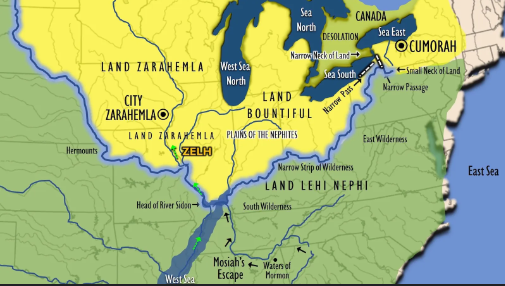 Sea
North
CANADA
DESOLATION
Sea East
CUMORAH
Narrow Neck of Land
LAND ZARAHEMLA
West Sea
North
Sea South
Small Neck of Land
Narrow Pass
Narrow Passage
LAND
BOUNTIFUL
CITY
ZARAHEMLA
LAND ZARAHEMLA
PLAINS OF THE NEPHITES
East Wilderness
ZELH
Hermounts
Narrow Strip of Wilderness
East Sea
LAND LEHI NEPHI
Head of River Sidon
South Wilderness
Mosiah's
Escape
Waters of
Mormon
West Sea